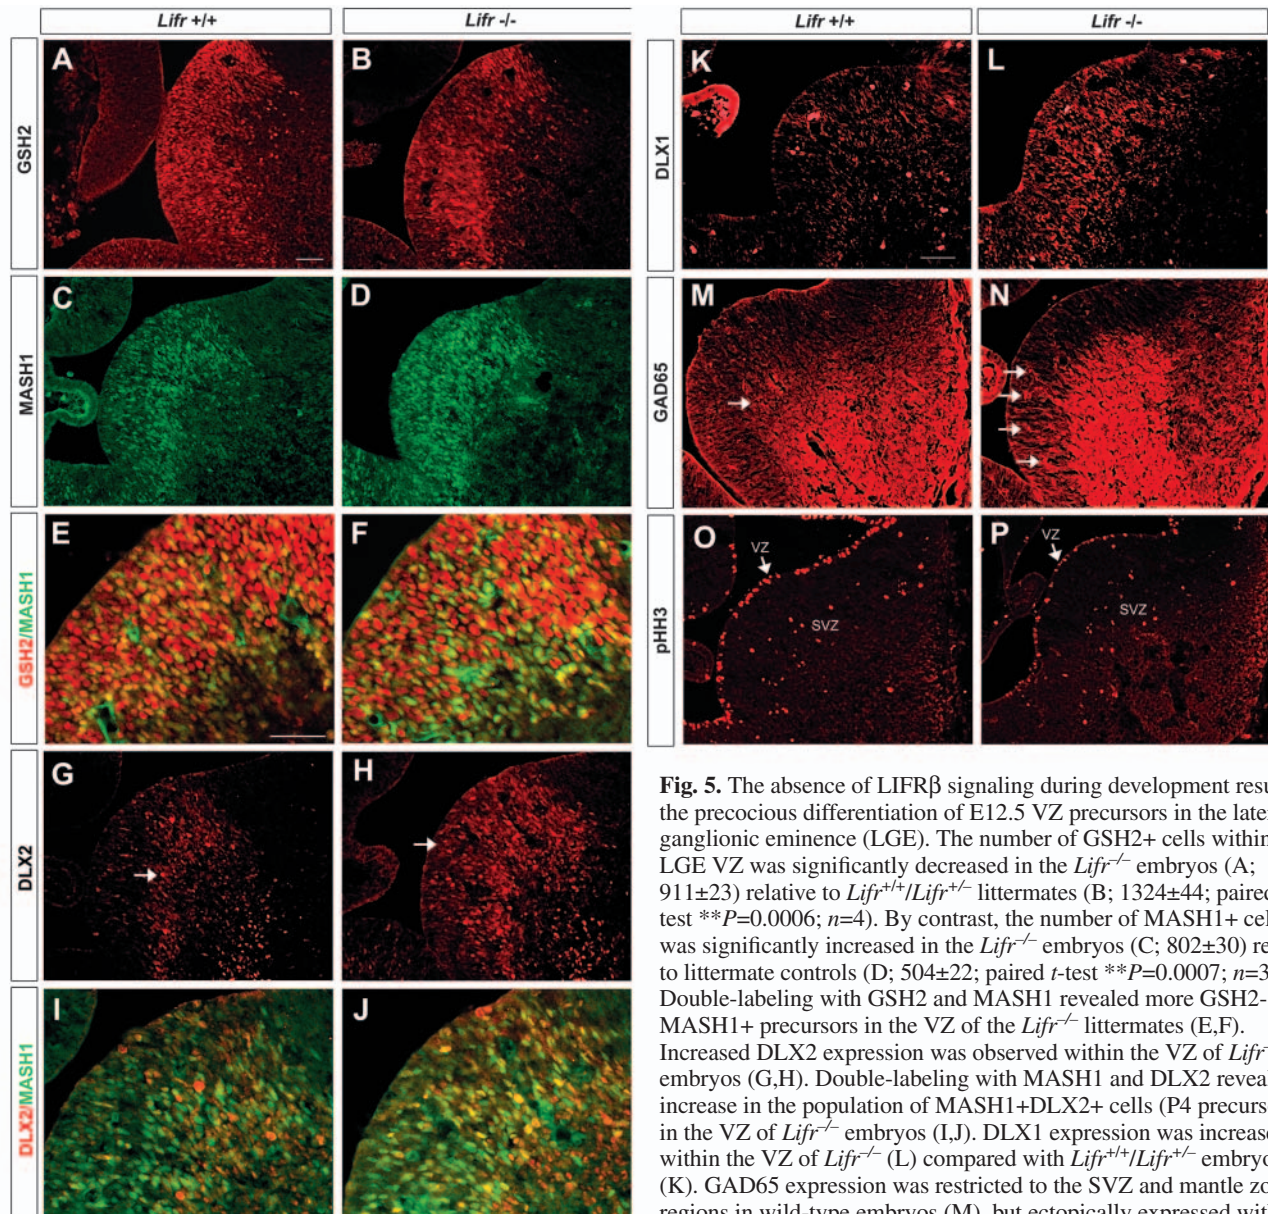 Lifr +/+
Lifr -/-
GSH2
A
B
MASH1
C
D
GSH2/MASH1
E
F
DLX2
G
H
DLX2/MASH1
I
J
Lifr +/+
Lifr -/-
DLX1
K
L
GAD65
M
N
pHH3
O
VZ
SVZ
P
VZ
SVZ
Fig. 5. The absence of LIFRβ signaling during development resu
the precocious differentiation of E12.5 VZ precursors in the later
ganglionic eminence (LGE). The number of GSH2+ cells within
LGE VZ was significantly decreased in the Lifr–/– embryos (A;
911±23) relative to Lifr+/+/Lifr+/– littermates (B; 1324±44; paired
test **P=0.0006; n=4). By contrast, the number of MASH1+ cel
was significantly increased in the Lifr–/– embryos (C; 802±30) re
to littermate controls (D; 504±22; paired t-test **P=0.0007; n=3
Double-labeling with GSH2 and MASH1 revealed more GSH2-
MASH1+ precursors in the VZ of the Lifr–/– littermates (E,F).
Increased DLX2 expression was observed within the VZ of Lifr–
embryos (G,H). Double-labeling with MASH1 and DLX2 reveal
increase in the population of MASH1+DLX2+ cells (P4 precurs
in the VZ of Lifr–/– embryos (I,J). DLX1 expression was increase
within the VZ of Lifr–/– (L) compared with Lifr+/+/Lifr+/– embryo
(K). GAD65 expression was restricted to the SVZ and mantle zo
regions in wild-type embryos (M), but ectopically expressed with